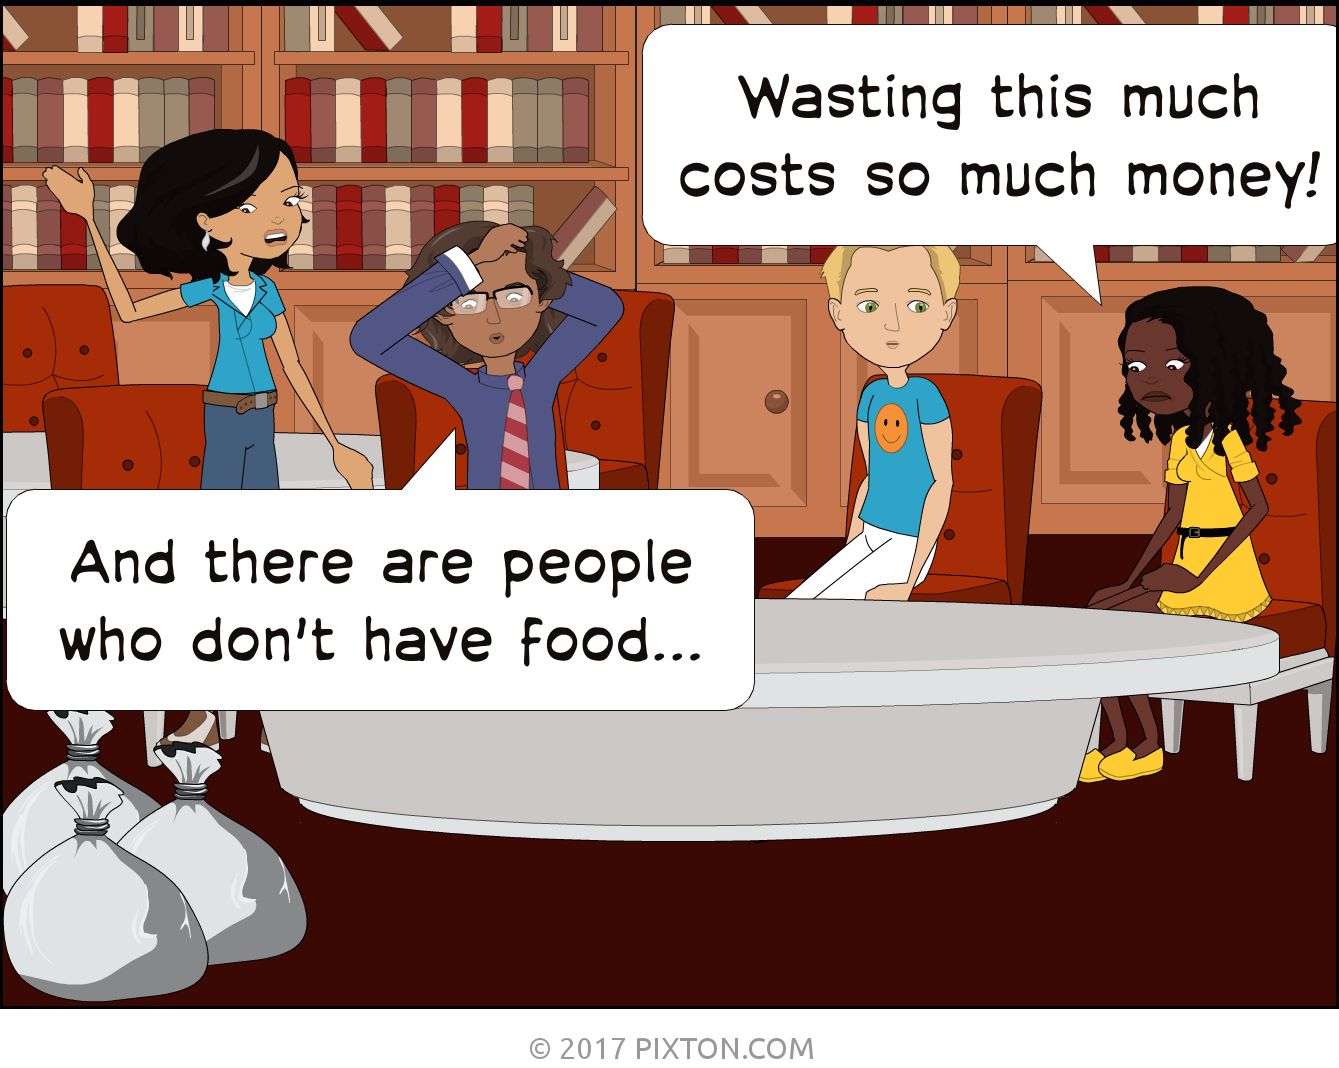 Wasting this much
costs so much money!
And there are people
who don't have food...
© 2017 PIXTON.COM